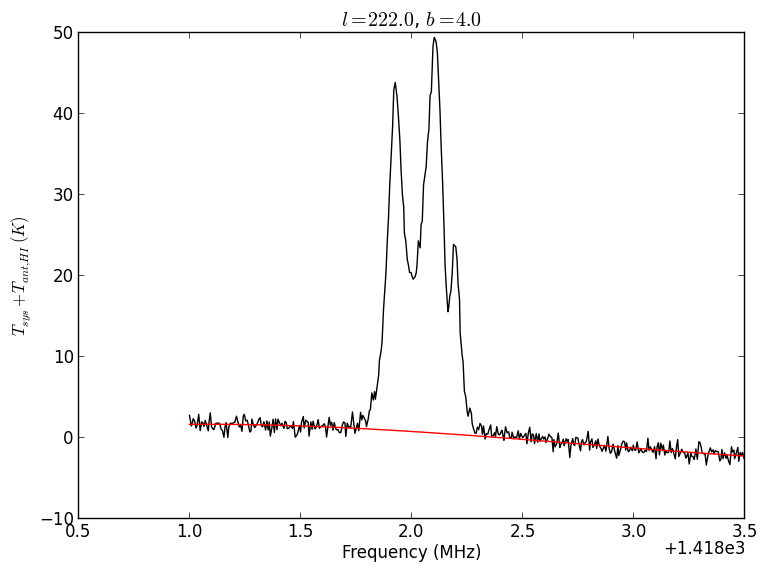 l = 222.0, b = 4.0
50
40
30
20
10
0
−10
T_sys + T_ant,HI (K)
0.5 1.0 1.5 2.0 2.5 3.0 3.5
Frequency (MHz)
+1.418e3